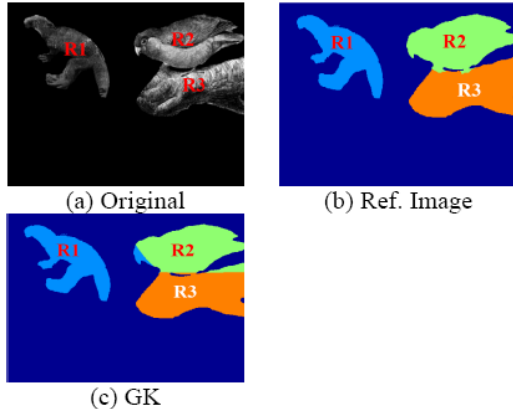 R1 R2
R3
(a) Original
R1 R2
R3
(b) Ref. Image
R1 R2
R3
(c) GK